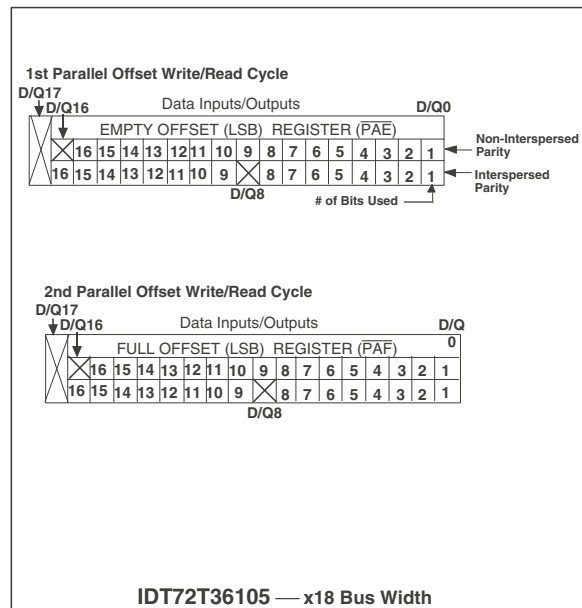 1st Parallel Offset Write/Read Cycle
D/Q17
D/Q16 Data Inputs/Outputs D/Q0
EMPTY OFFSET (LSB) REGISTER (PAE)
16 15 14 13 12 11 10 9 8 7 6 5 4 3 2 1 Non-Interspersed Parity
16 15 14 13 12 11 10 9 8 7 6 5 4 3 2 1 Interspersed Parity
D/Q8
# of Bits Used
2nd Parallel Offset Write/Read Cycle
D/Q17
D/Q16 Data Inputs/Outputs D/Q
0
FULL OFFSET (LSB) REGISTER (PAF)
16 15 14 13 12 11 10 9 8 7 6 5 4 3 2 1
16 15 14 13 12 11 10 9 8 7 6 5 4 3 2 1
D/Q8
IDT72T36105 — x18 Bus Width